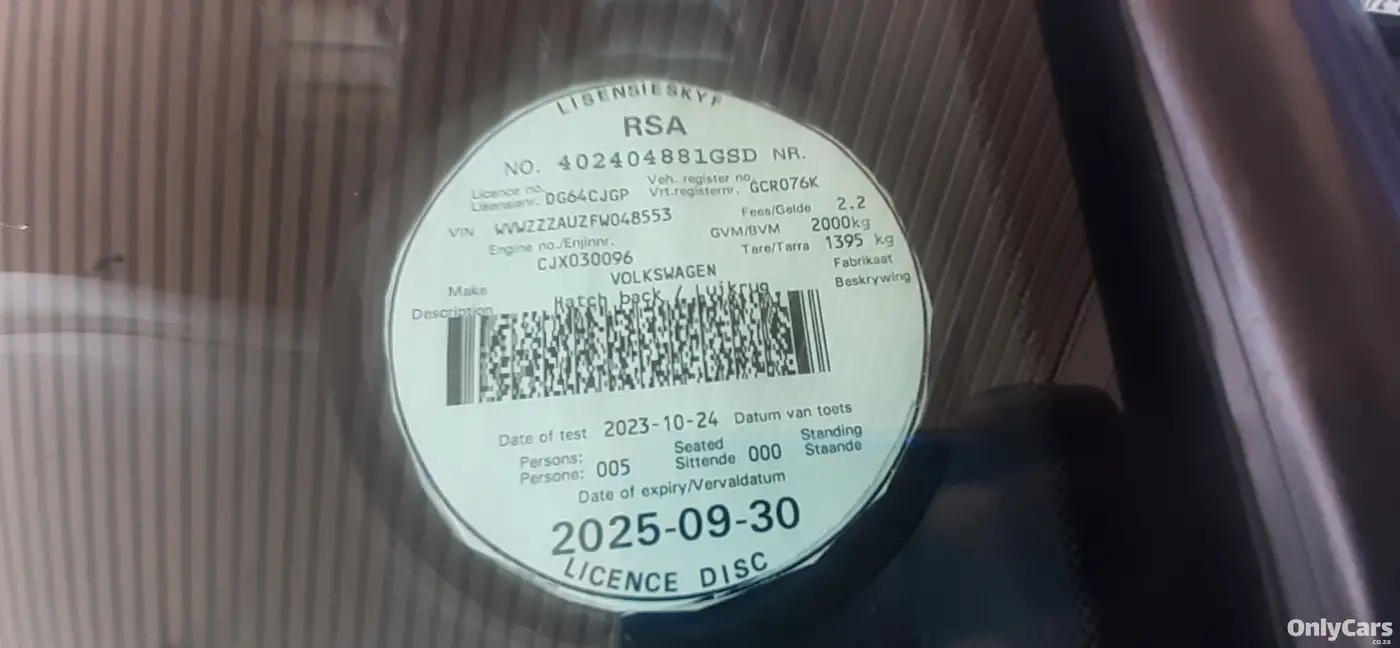 LISENSIESKYF
RSA
NO. 402404881GSD NR.
Licence no. Lisensienr. DG64CJGP Veh. register no. Vrt.registernr. GCR076K
VIN WVWZZZAUZFW048553 Fees/Gelde 2.2
GVM/BVM 2000kg
Engine no./Enjinnr. CJX030096 Tare/Tarra 1395 kg
Make VOLKSWAGEN Fabrikaat
Description Hatch back / Luikrug Beskrywing
Date of test 2023-10-24 Datum van toets
Persons: Persone: 005 Seated Sittende 000 Standing Staande
Date of expiry/Vervaldatum
2025-09-30
LICENCE DISC
OnlyCars
.co.za